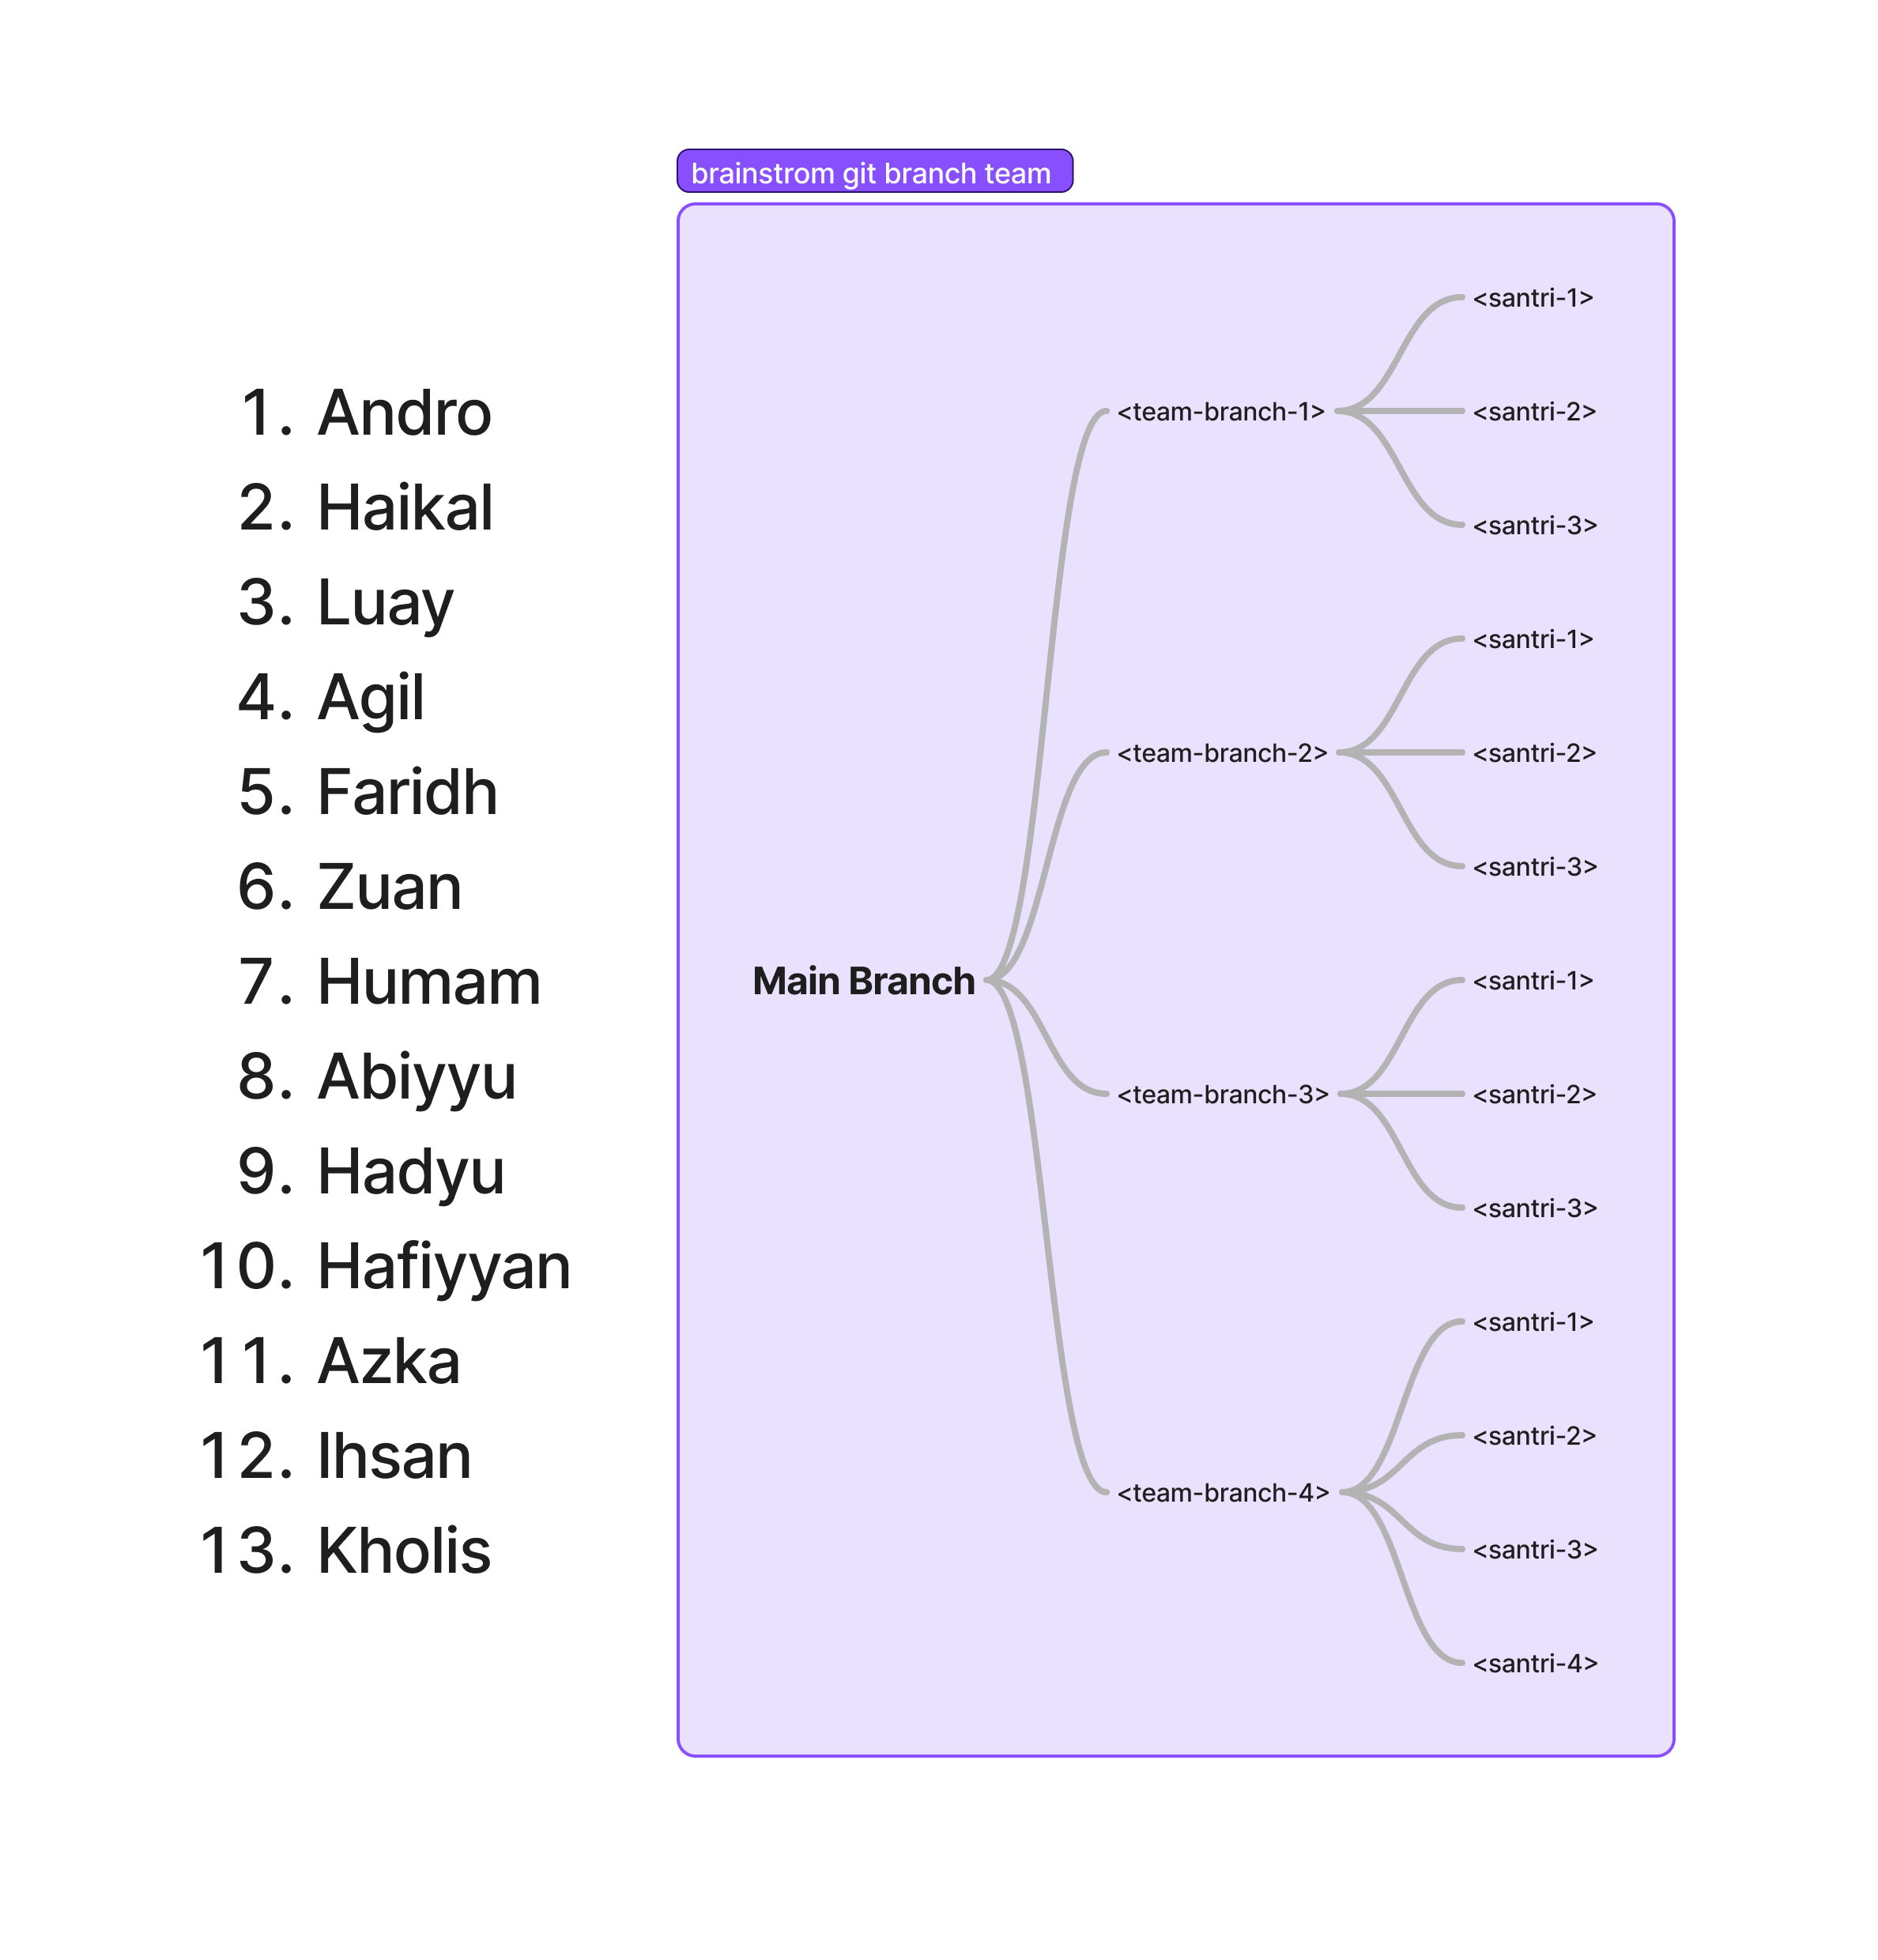 brainstrom git branch team
1. Andro
2. Haikal
3. Luay
4. Agil
5. Faridh
6. Zuan
7. Humam
8. Abiyyu
9. Hadyu
10. Hafiyyan
11. Azka
12. Ihsan
13. Kholis
Main Branch
<team-branch-1>
<santri-1>
<santri-2>
<santri-3>
<team-branch-2>
<santri-1>
<santri-2>
<santri-3>
<team-branch-3>
<santri-1>
<santri-2>
<santri-3>
<team-branch-4>
<santri-1>
<santri-2>
<santri-3>
<santri-4>